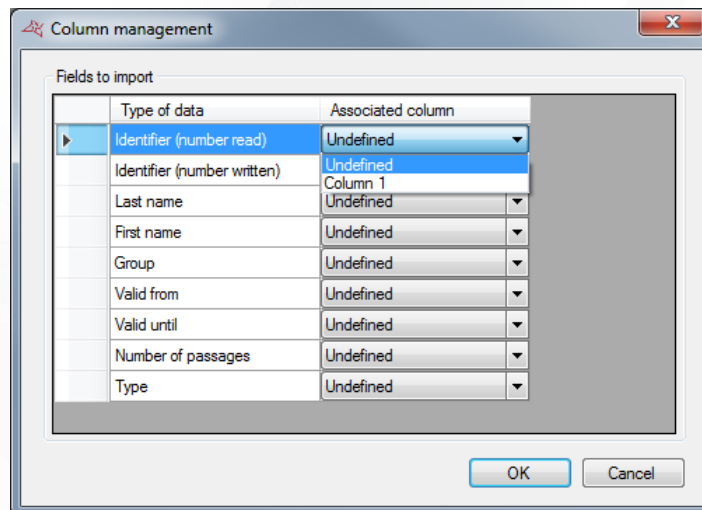 Column management
Fields to import
Type of data Associated column
Identifier (number read) Undefined
Undefined
Identifier (number written)
Column 1
Last name Undefined
First name Undefined
Group Undefined
Valid from Undefined
Valid until Undefined
Number of passages Undefined
Type Undefined
OK Cancel